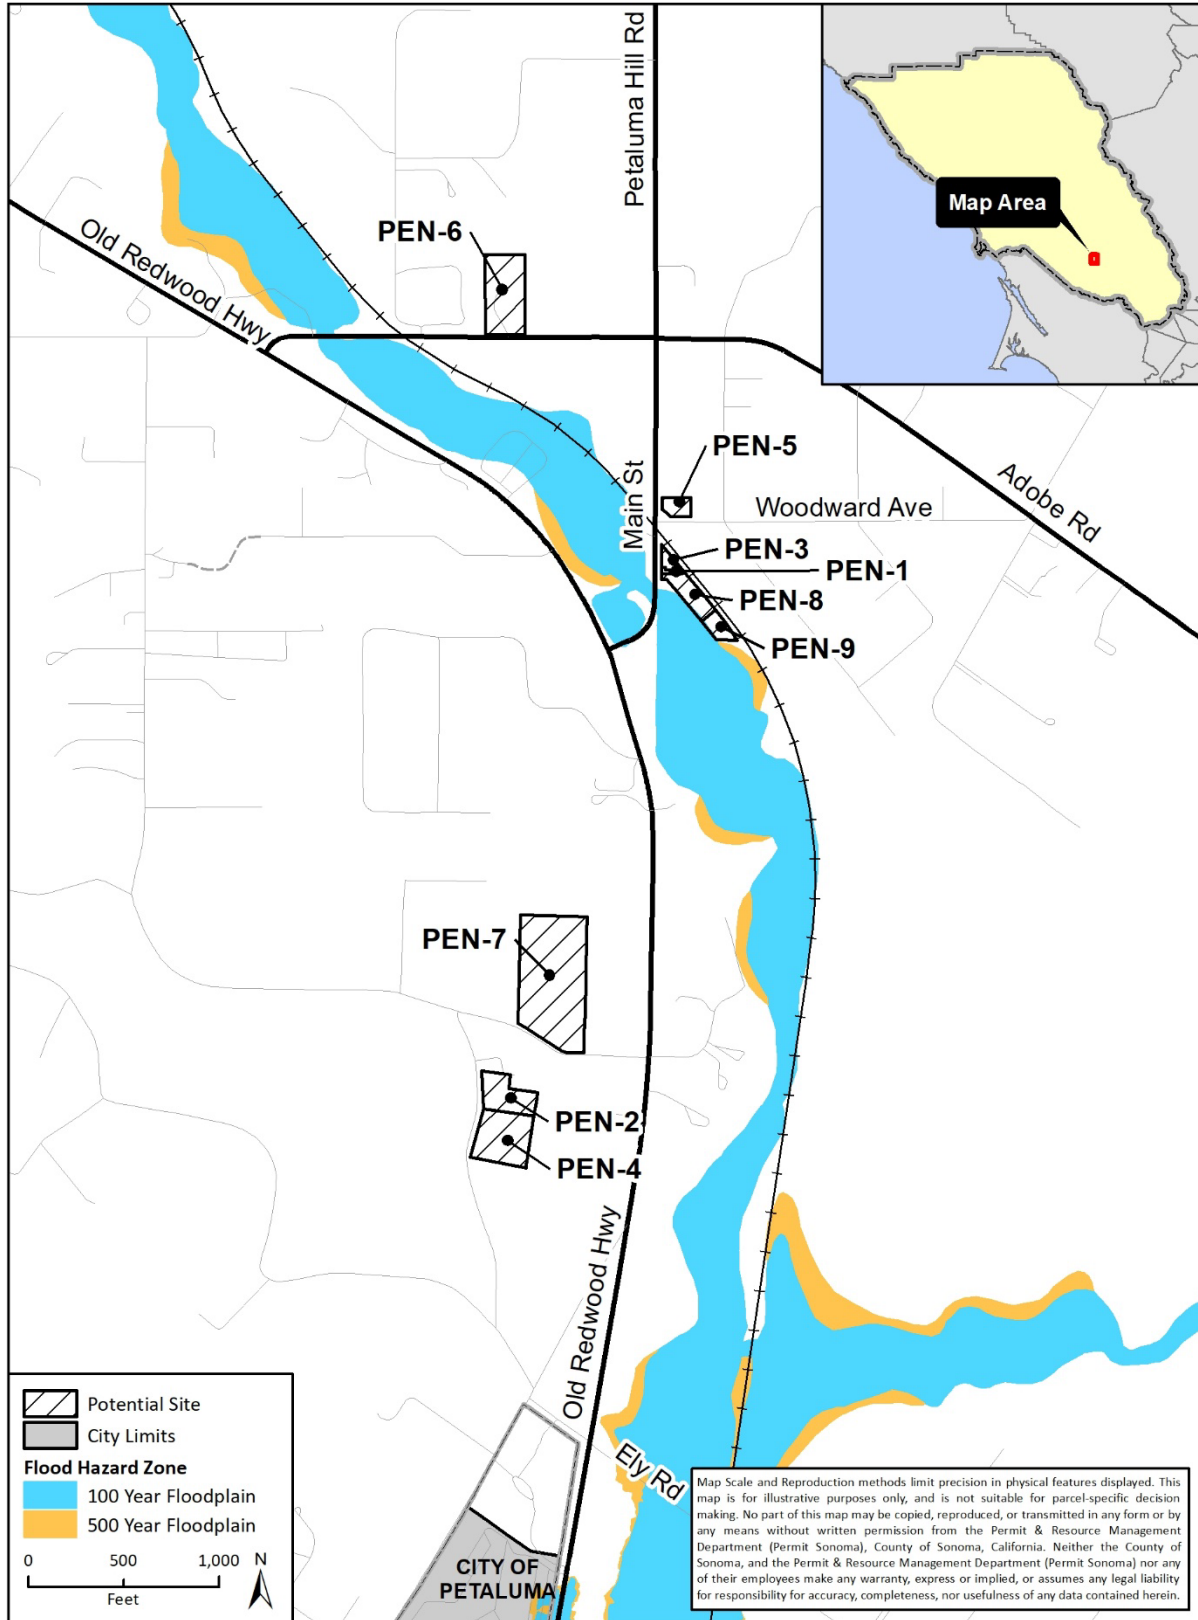 Petaluma Hill Rd
Map Area
PEN-6
Old Redwood Hwy
PEN-5
Main St
Woodward Ave
Adobe Rd
PEN-3
PEN-1
PEN-8
PEN-9
PEN-7
PEN-2
PEN-4
Old Redwood Hwy
Ely Rd
CITY OF
PETALUMA
Potential Site
City Limits
Flood Hazard Zone
100 Year Floodplain
500 Year Floodplain
0 500 1,000
Feet
N
Map Scale and Reproduction methods limit precision in physical features displayed. This
map is for illustrative purposes only, and is not suitable for parcel-specific decision
making. No part of this map may be copied, reproduced, or transmitted in any form or by
any means without written permission from the Permit & Resource Management
Department (Permit Sonoma), County of Sonoma, California. Neither the County of
Sonoma, and the Permit & Resource Management Department (Permit Sonoma) nor any
of their employees make any warranty, express or implied, or assumes any legal liability
for responsibility for accuracy, completeness, nor usefulness of any data contained herein.